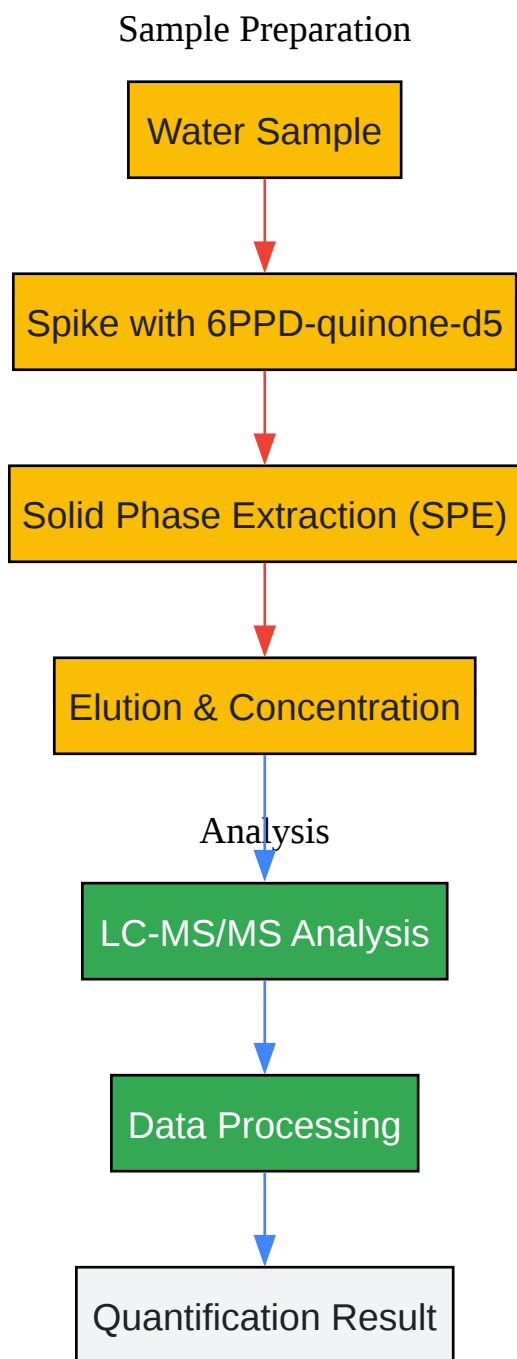 Sample Preparation
Water Sample
Spike with 6PPD-quinone-d5
Solid Phase Extraction (SPE)
Elution & Concentration
Analysis
LC-MS/MS Analysis
Data Processing
Quantification Result